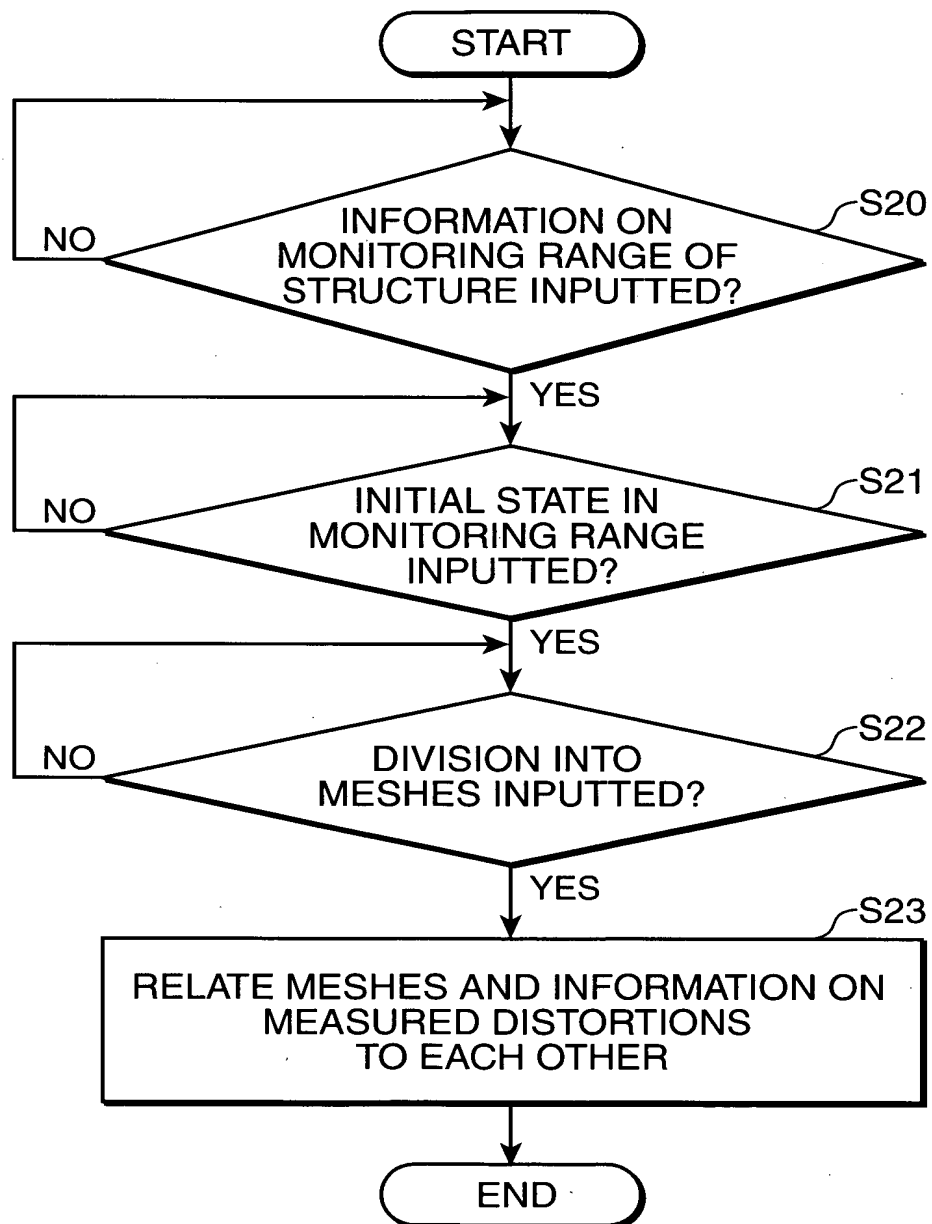 START
S20
INFORMATION ON
MONITORING RANGE OF
STRUCTURE INPUTTED?
NO
YES
S21
INITIAL STATE IN
MONITORING RANGE
INPUTTED?
NO
YES
S22
DIVISION INTO
MESHES INPUTTED?
NO
YES
S23
RELATE MESHES AND INFORMATION ON
MEASURED DISTORTIONS
TO EACH OTHER
END